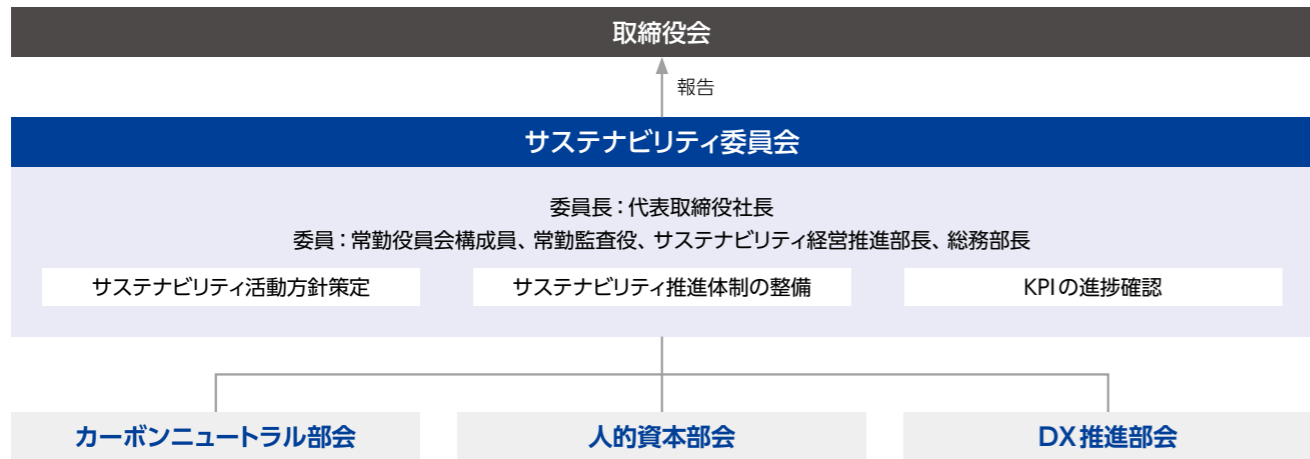 取締役会
報告
サステナビリティ委員会
委員長：代表取締役社長
委員：常勤役員会構成員、常勤監査役、サステナビリティ経営推進部長、総務部長
サステナビリティ活動方針策定
サステナビリティ推進体制の整備
KPIの進捗確認
カーボンニュートラル部会
人的資本部会
DX推進部会